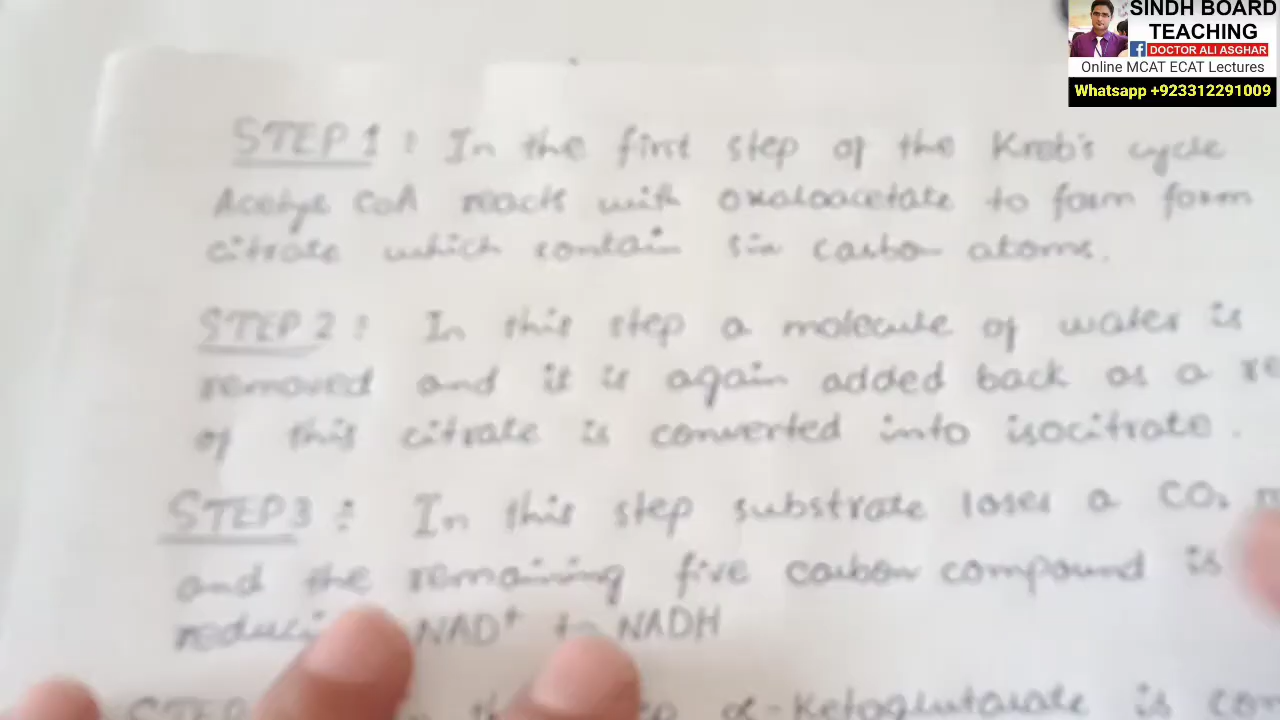 SINDH BOARD
TEACHING
DOCTOR ALI ASGHAR
Online MCAT ECAT Lectures
Whatsapp +923312291009
STEP 1: In the first step of the Kreb's cycle
Acetyl CoA reacts with oxaloacetate to form form
citrate which contain six carbon atoms.
STEP 2: In this step a molecule of water is
removed and it is again added back as a re
of this citrate is converted into isocitrate.
STEP 3: In this step substrate loses a CO₂
and the remaining five carbon compound is
NAD⁺ to NADH
STEP α-Ketoglutarate is